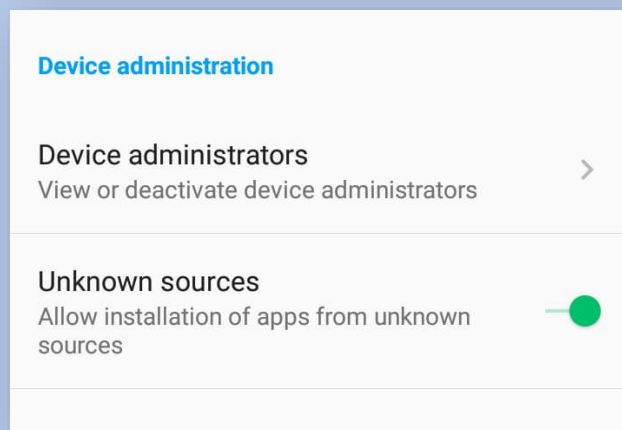 Device administration
Device administrators
View or deactivate device administrators
Unknown sources
Allow installation of apps from unknown
sources